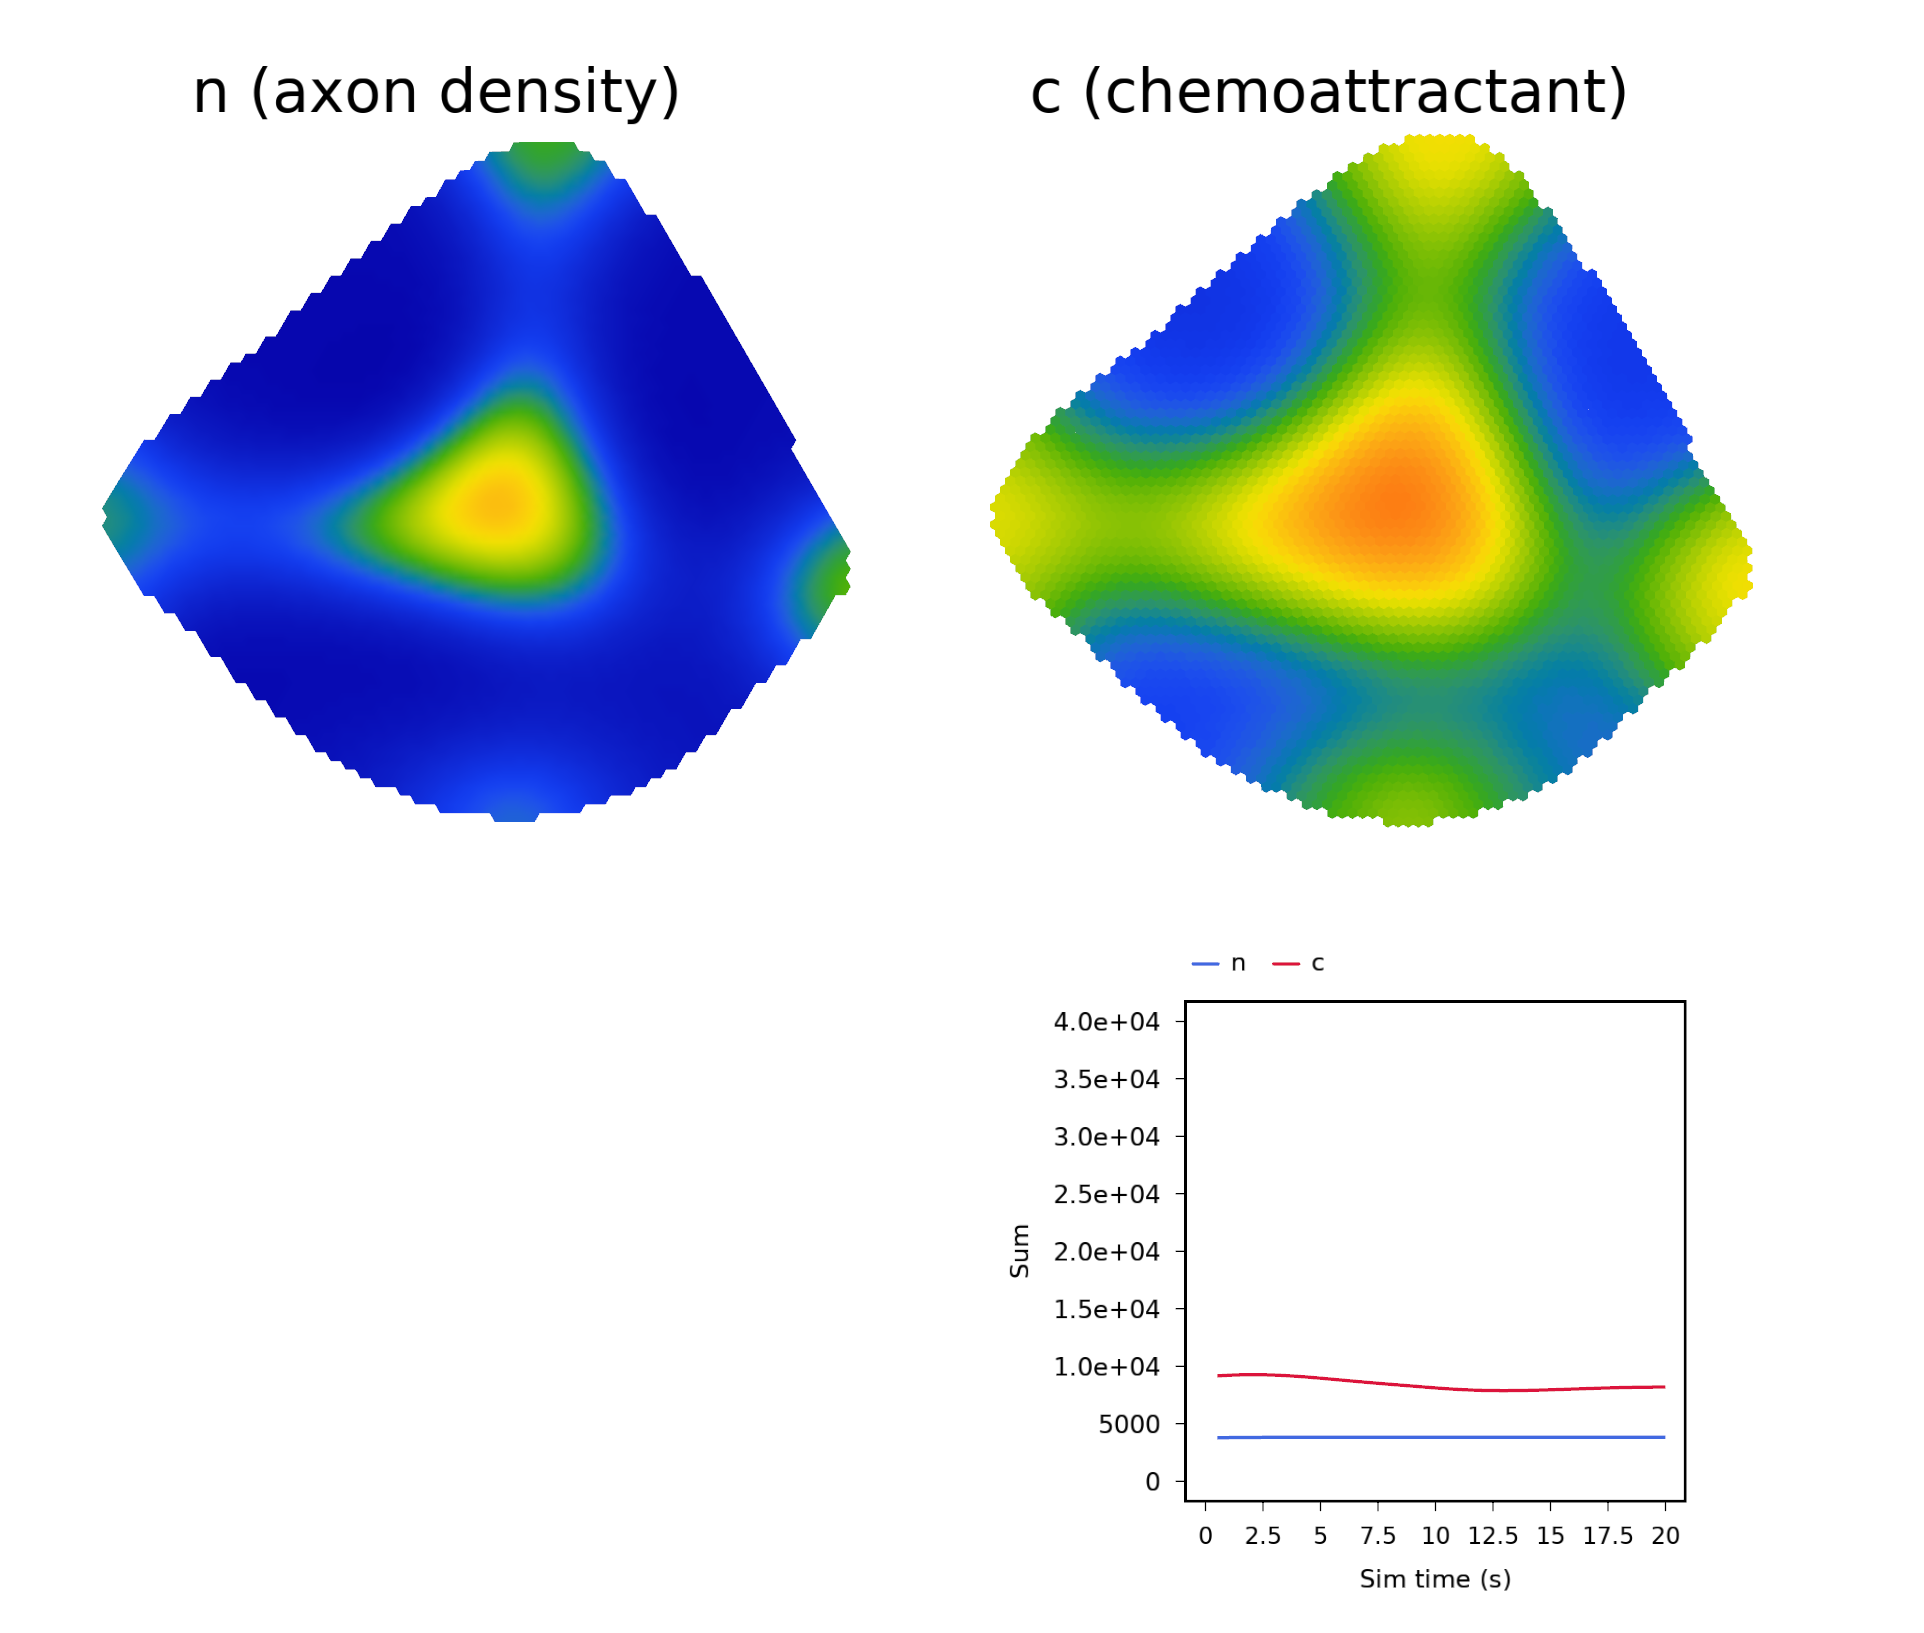 n (axon density)
c (chemoattractant)
n c
4.0e+04
3.5e+04
3.0e+04
2.5e+04
2.0e+04
1.5e+04
1.0e+04
5000
0
Sum
0 2.5 5 7.5 10 12.5 15 17.5 20
Sim time (s)